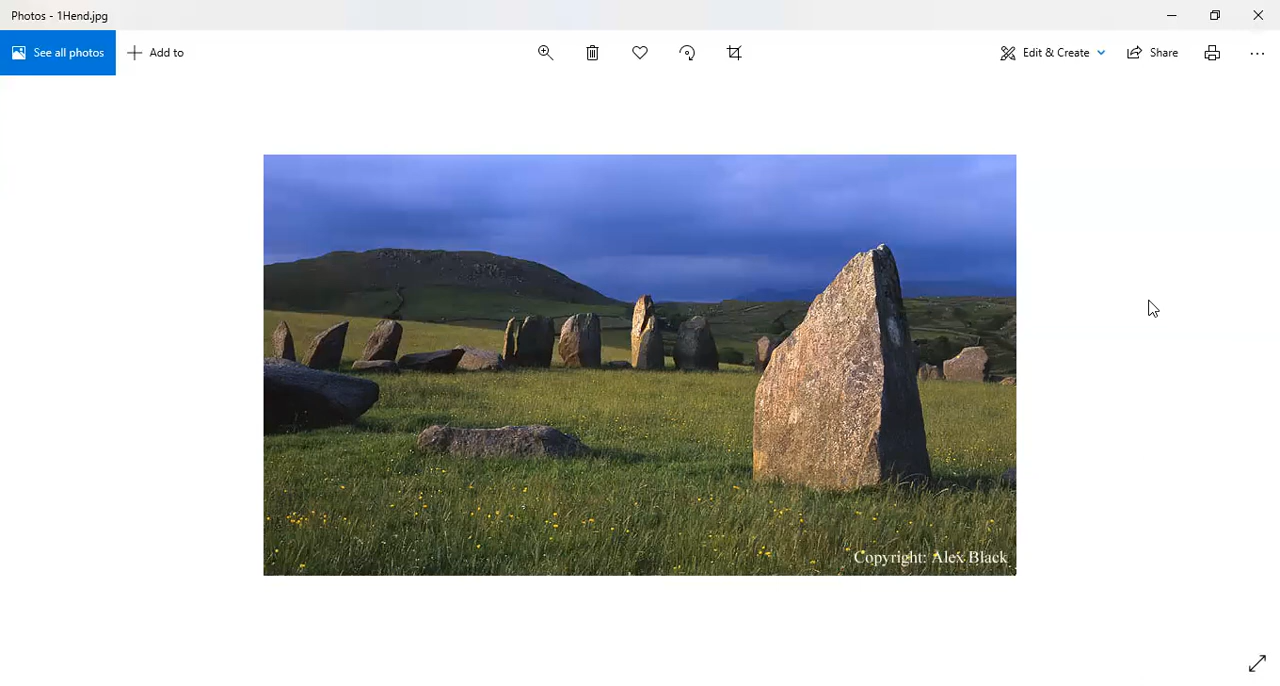 Photos - 1Hend.jpg
See all photos
Add to
Edit & Create
Share
Copyright: Alex Black